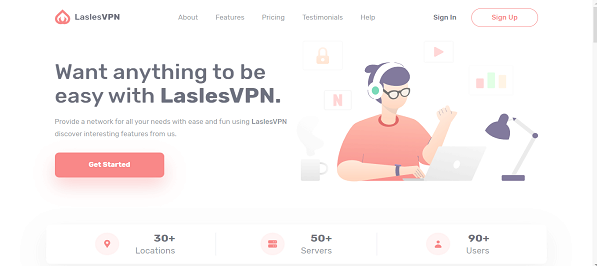 LaslesVPN
About
Features
Pricing
Testimonials
Help
Sign In
Sign Up
Want anything to be
easy with LaslesVPN.
Provide a network for all your needs with ease and fun using LaslesVPN
discover interesting features from us.
Get Started
N
30+
Locations
50+
Servers
90+
Users